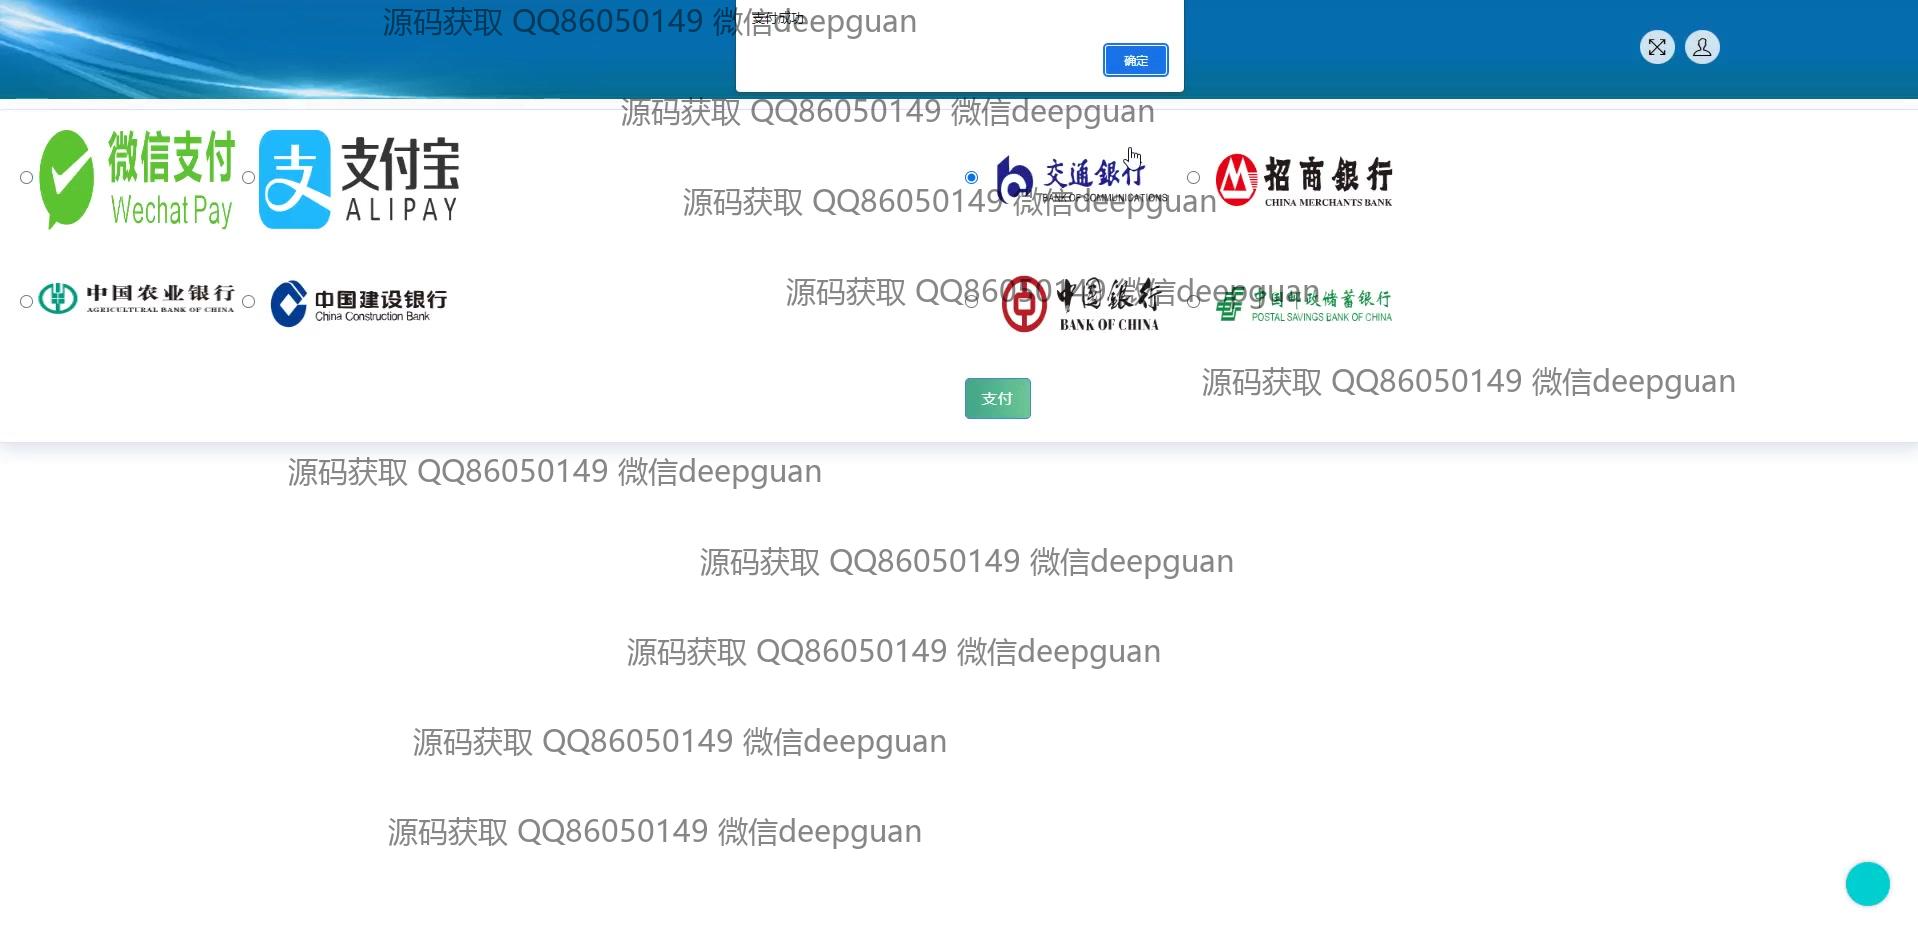 源码获取 QQ86050149 微信deepguan
支付成功
确定
源码获取 QQ86050149 微信deepguan
微信支付
Wechat Pay
支付宝
ALIPAY
交通銀行
BANK OF COMMUNICATIONS
招商銀行
CHINA MERCHANTS BANK
源码获取 QQ86050149 微信deepguan
中国农业银行
AGRICULTURAL BANK OF CHINA
中国建设银行
China Construction Bank
源码获取 QQ86050149 微信deepguan
中国銀行
BANK OF CHINA
中国邮政储蓄银行
POSTAL SAVINGS BANK OF CHINA
支付
源码获取 QQ86050149 微信deepguan
源码获取 QQ86050149 微信deepguan
源码获取 QQ86050149 微信deepguan
源码获取 QQ86050149 微信deepguan
源码获取 QQ86050149 微信deepguan
源码获取 QQ86050149 微信deepguan